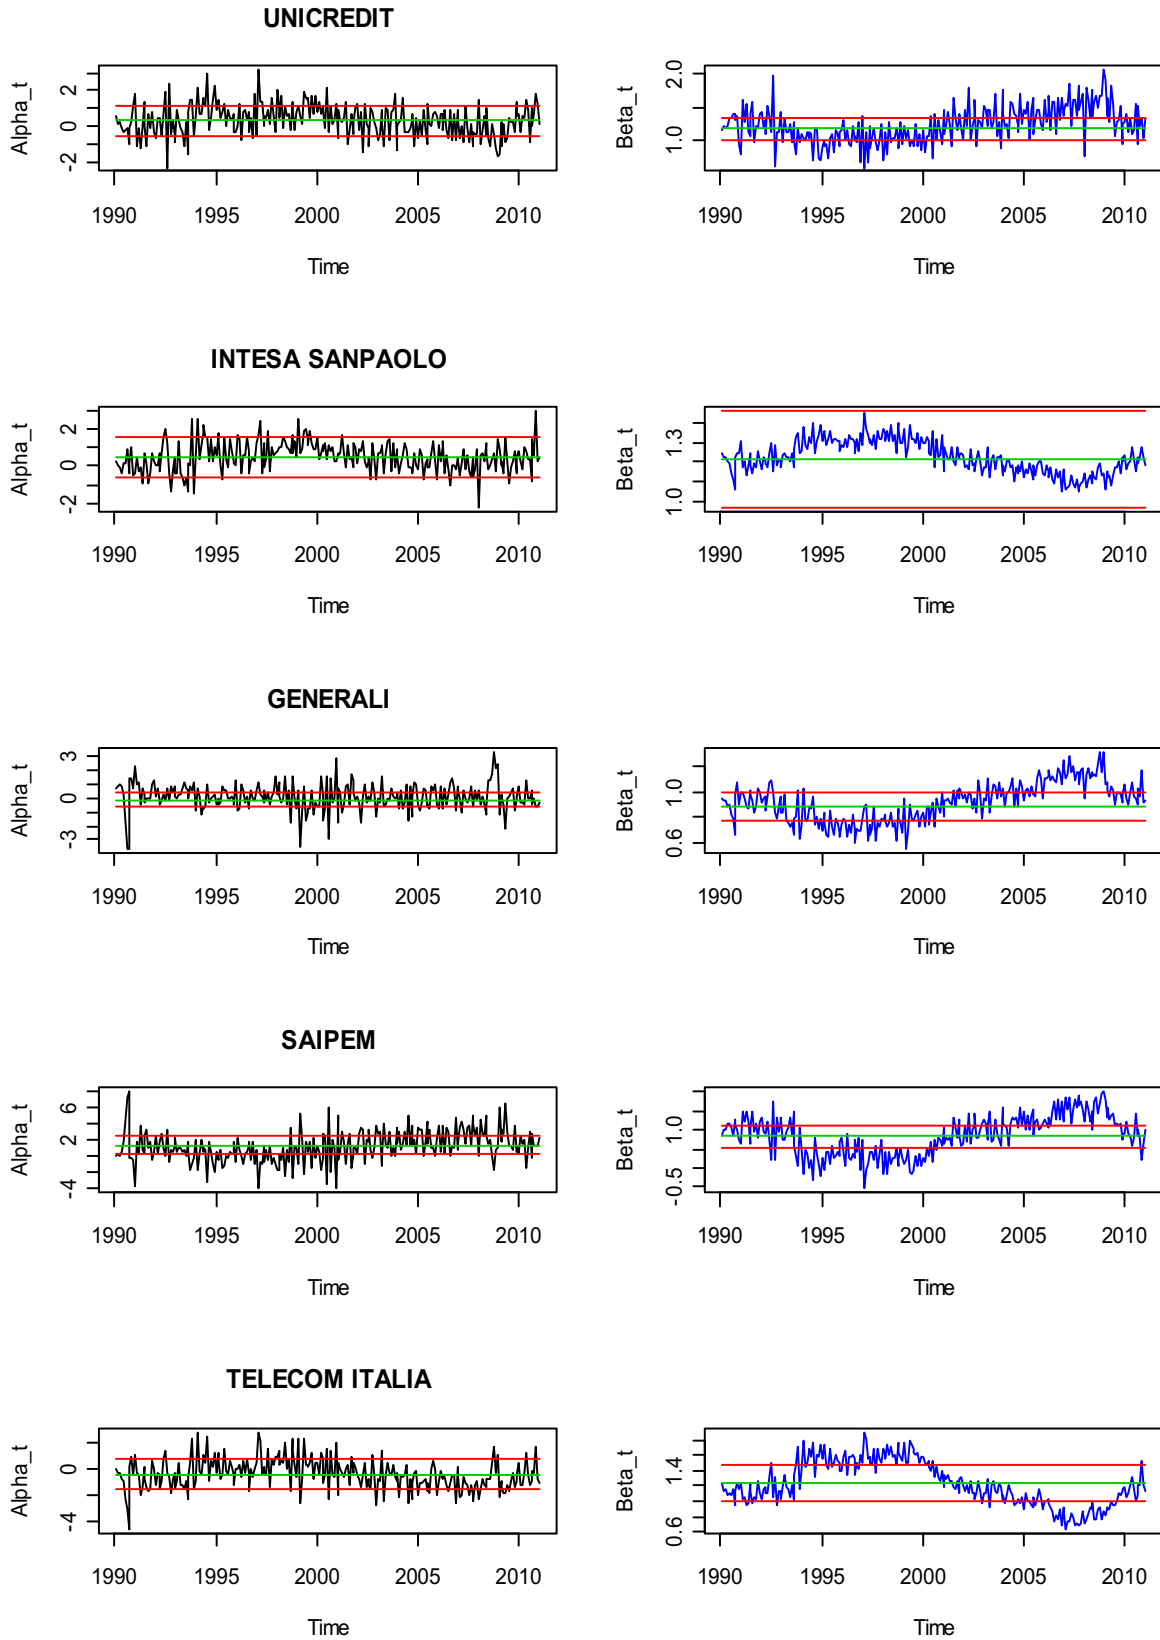 UNICREDIT
Alpha_t
-2 0 2
1990 1995 2000 2005 2010
Time
Beta_t
1.0 2.0
1990 1995 2000 2005 2010
Time
INTESA SANPAOLO
Alpha_t
-2 0 2
1990 1995 2000 2005 2010
Time
Beta_t
1.0 1.3
1990 1995 2000 2005 2010
Time
GENERALI
Alpha_t
-3 0 3
1990 1995 2000 2005 2010
Time
Beta_t
0.6 1.0
1990 1995 2000 2005 2010
Time
SAIPEM
Alpha_t
-4 2 6
1990 1995 2000 2005 2010
Time
Beta_t
-0.5 1.0
1990 1995 2000 2005 2010
Time
TELECOM ITALIA
Alpha_t
-4 0
1990 1995 2000 2005 2010
Time
Beta_t
0.6 1.4
1990 1995 2000 2005 2010
Time